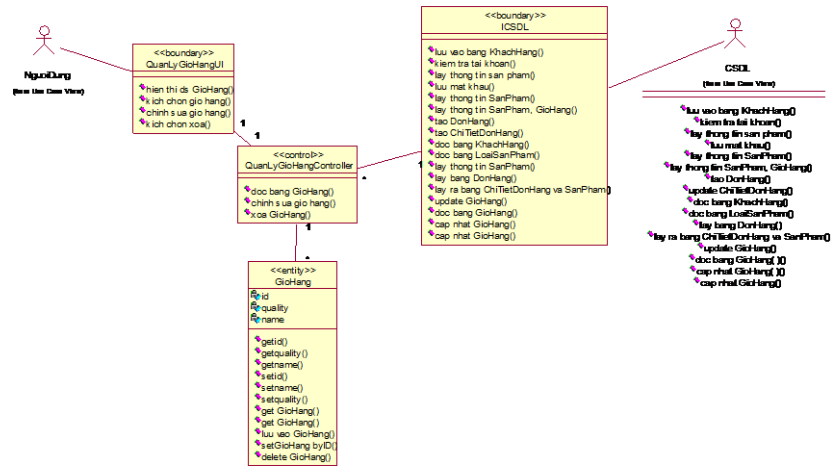 NguoiDung
(from Use Case View)
<<boundary>>
QuanLyGioHangUI
hien thi ds GioHang()
kich chon gio hang()
chinh sua gio hang()
kich chon xoa()
1
1
<<control>>
QuanLyGioHangController
doc bang GioHang()
chinh sua gio hang()
xoa GioHang()
*
1
1
*
<<entity>>
GioHang
id
quality
name
getid()
getquality()
getname()
setid()
setname()
setquality()
get GioHang()
get GioHang()
luu vao GioHang()
setGioHang byID()
delete GioHang()
<<boundary>>
ICSDL
luu vao bang KhachHang()
kiem tra tai khoan()
lay thong tin san pham()
luu mat khau()
lay thong tin SanPham()
lay thong tin SanPham, GioHang()
tao DonHang()
tao ChiTietDonHang()
doc bang KhachHang()
doc bang LoaiSanPham()
lay thong tin SanPham()
lay bang DonHang()
lay ra bang ChiTietDonHang va SanPham()
update GioHang()
doc bang GioHang()
cap nhat GioHang()
cap nhat GioHang()
CSDL
(from Use Case View)
luu vao bang KhachHang()
kiem tra tai khoan()
lay thong tin san pham()
luu mat khau()
lay thong tin SanPham()
lay thong tin SanPham, GioHang()
tao DonHang()
update ChiTietDonHang()
doc bang KhachHang()
doc bang LoaiSanPham()
lay bang DonHang()
lay ra bang ChiTietDonHang va SanPham()
update GioHang()
doc bang GioHang( )()
cap nhat GioHang( )()
cap nhat GioHang()